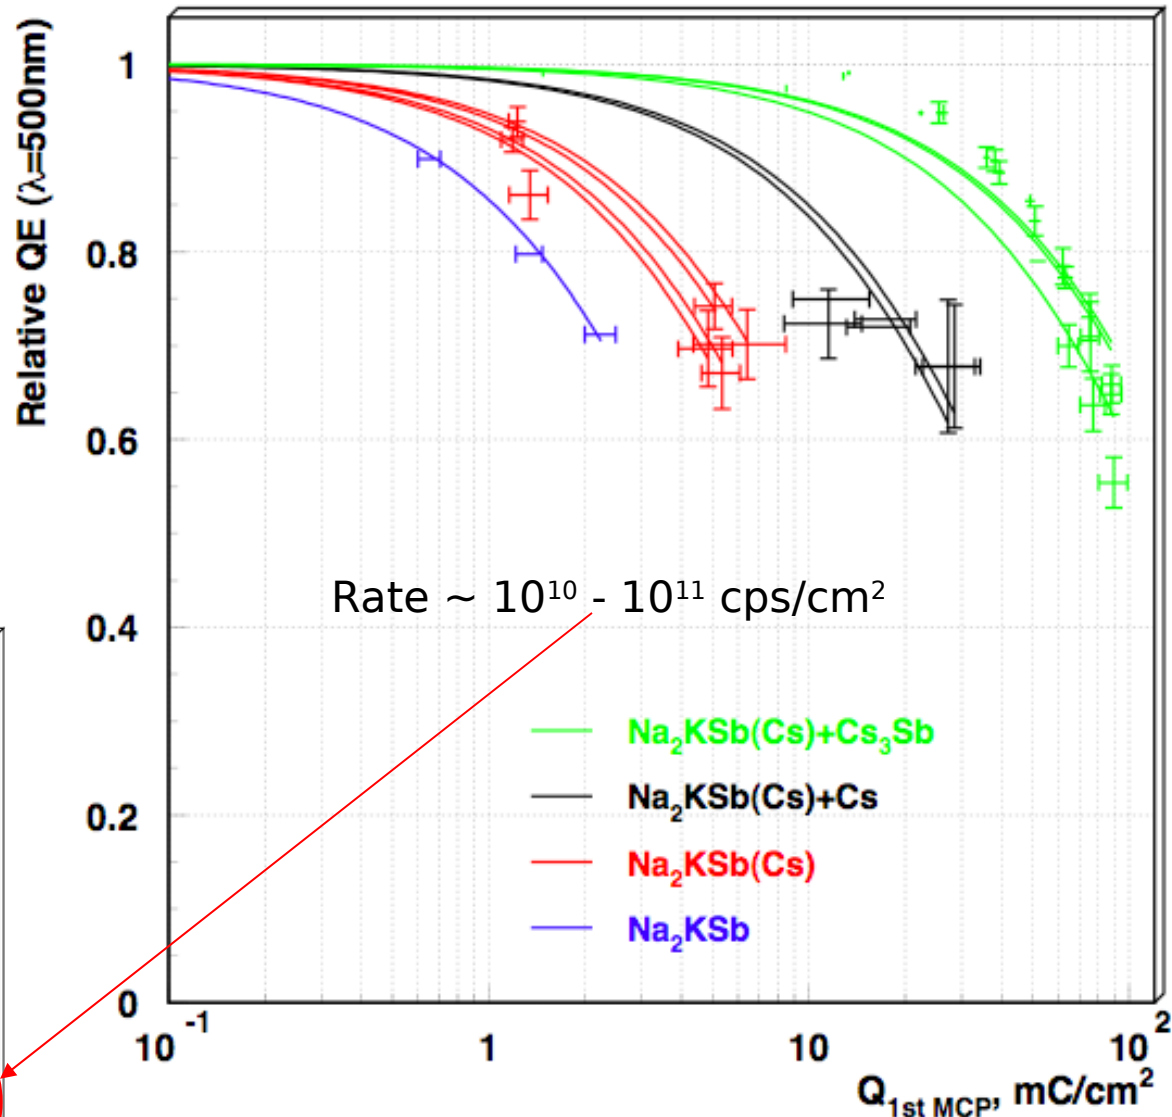 Relative QE (λ=500nm)
1
0.8
0.6
0.4
0.2
0
Rate ~ 10¹⁰ - 10¹¹ cps/cm²
Na₂KSb(Cs)+Cs₃Sb
Na₂KSb(Cs)+Cs
Na₂KSb(Cs)
Na₂KSb
10⁻¹ 1 10 10²
Q₁st MCP, mC/cm²